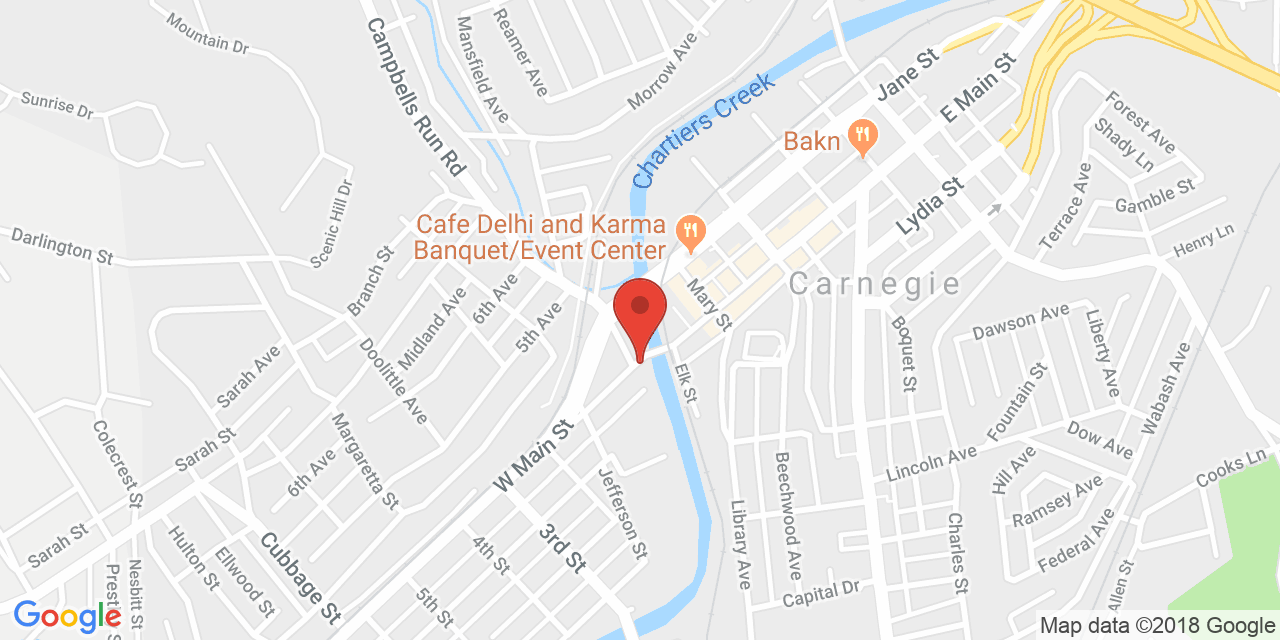 Mountain Dr
Campbells Run Rd
Mansfield Ave
Reamer Ave
Morrow Ave
Chartiers Creek
Jane St
E Main St
Sunrise Dr
Forest Ave
Shady Ln
Bakn
Gamble St
Terrace Ave
Lydia St
Henry Ln
Scenic Hill Dr
Darlington St
Cafe Delhi and Karma
Banquet/Event Center
Branch St
Carnegie
Mary St
Midland Ave
6th Ave
5th Ave
Dawson Ave
Liberty Ave
Boquet St
Wabash Ave
Sarah Ave
Doolittle Ave
Elk St
Fountain St
Colecrest St
Sarah St
Margaretta St
W Main St
Dow Ave
Lincoln Ave
Cooks Ln
6th Ave
Hill Ave
Beechwood Ave
Jefferson St
Library Ave
Ramsey Ave
Charles St
Federal Ave
Sarah St
Hulton St
Cubbage St
4th St
3rd St
Ellwood St
Nesbitt St
5th St
Capital Dr
Allen St
Google
Map data ©2018 Google